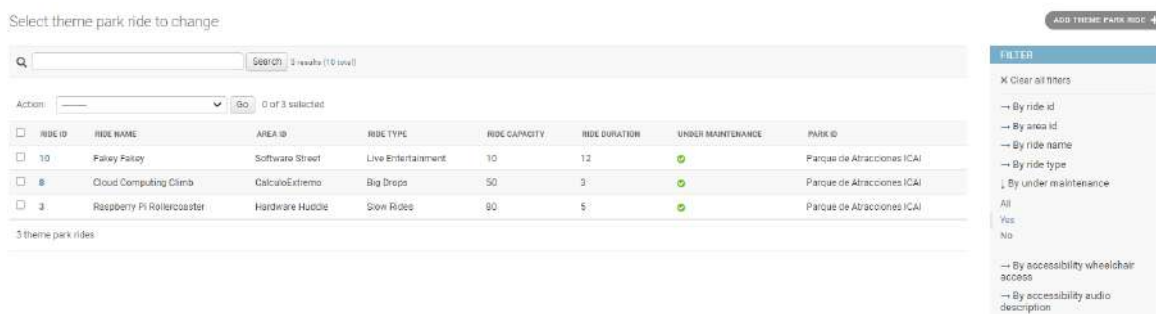 Select theme park ride to change
ADD THEME PARK RIDE +
Search 3 results (10 total)
Action: --------- Go 0 of 3 selected
RIDE ID RIDE NAME AREA ID RIDE TYPE RIDE CAPACITY RIDE DURATION UNDER MAINTENANCE PARK ID
10 Fakey Fakey Software Street Live Entertainment 10 12 Parque de Atracciones ICAI
8 Cloud Computing Climb CalculoExtremo Big Drops 50 3 Parque de Atracciones ICAI
3 Raspberry Pi Rollercoaster Hardware Huddle Slow Rides 80 5 Parque de Atracciones ICAI
3 theme park rides
FILTER
✕ Clear all filters
→ By ride id
→ By area id
→ By ride name
→ By ride type
↓ By under maintenance
All
Yes
No
→ By accessibility wheelchair
access
→ By accessibility audio
description